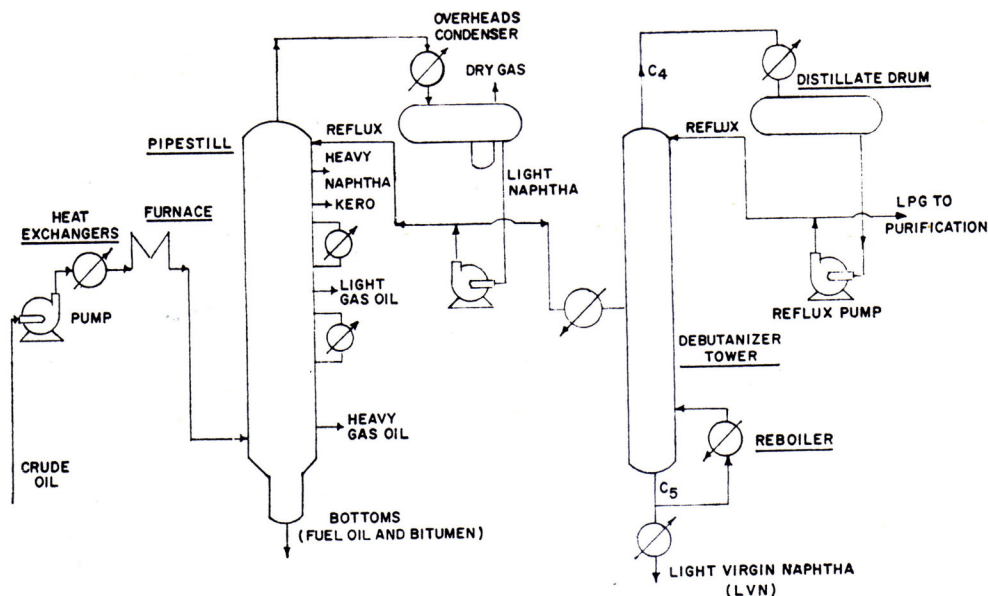 OVERHEADS
CONDENSER
DRY GAS
C4
DISTILLATE DRUM
PIPESTILL
REFLUX
HEAVY
NAPHTHA
LIGHT
NAPHTHA
REFLUX
KERO
LPG TO
PURIFICATION
HEAT
EXCHANGERS
FURNACE
PUMP
LIGHT
GAS OIL
REFLUX PUMP
DEBUTANIZER
TOWER
HEAVY
GAS OIL
REBOILER
CRUDE
OIL
C5
BOTTOMS
(FUEL OIL AND BITUMEN)
LIGHT VIRGIN NAPHTHA
(LVN)